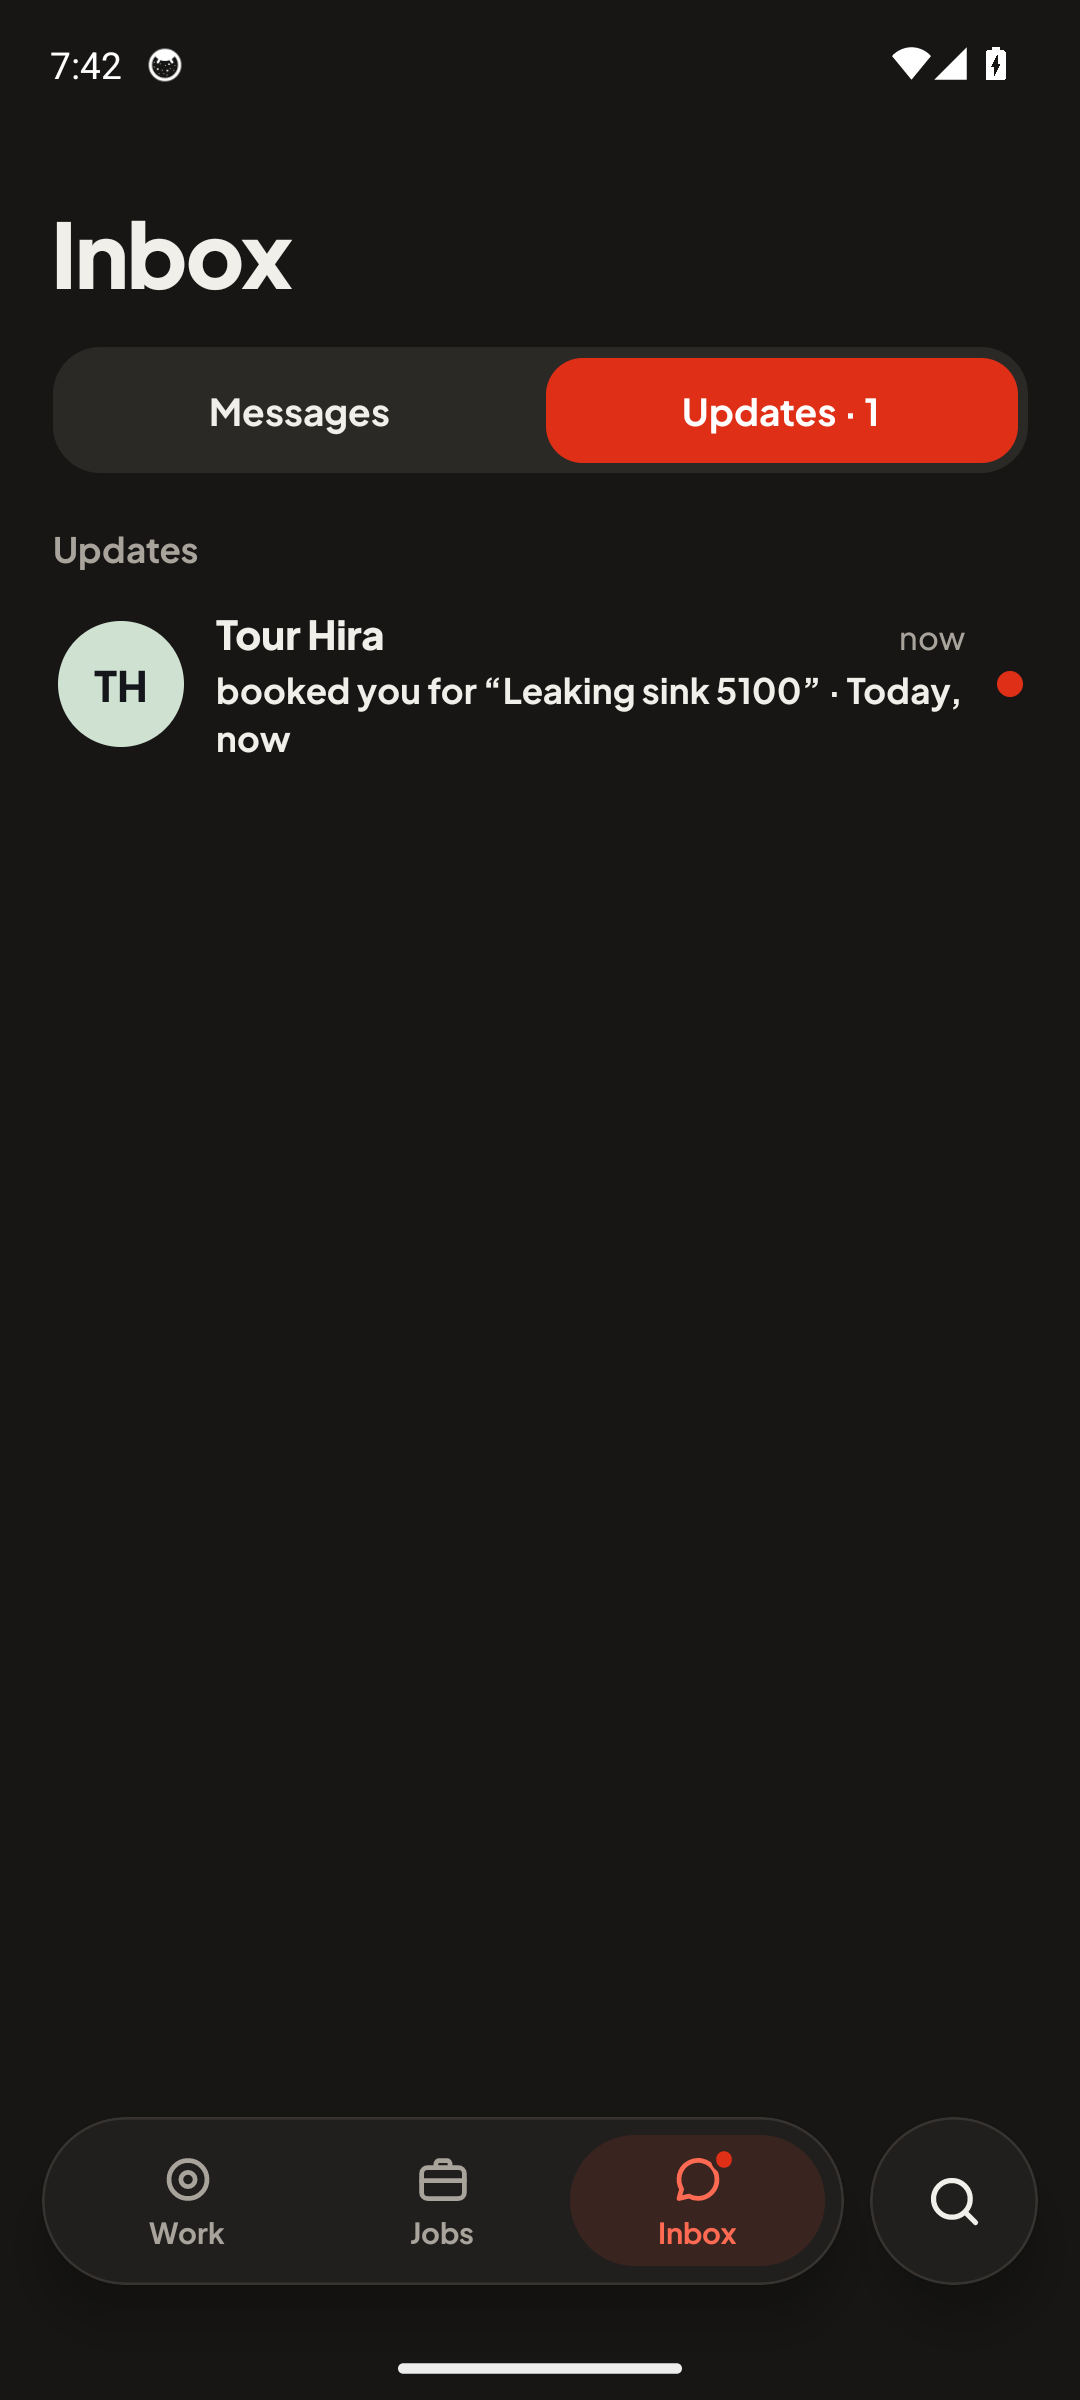 7:42
Inbox
Messages
Updates · 1
Updates
TH
Tour Hira
now
booked you for “Leaking sink 5100” · Today,
now
Work
Jobs
Inbox